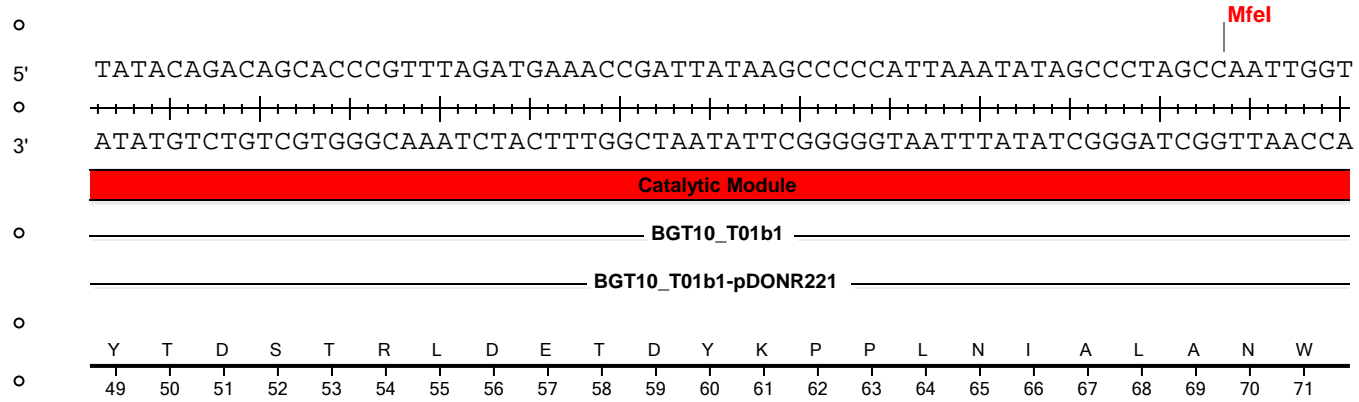 MfeI
5' TATACAGACAGCACCCGTTTAGATGAAACCGATTATAAGCCCCCATTAAATATAGCCCTAGCCAATTGGT
3' ATATGTCTGTCGTGGGCAAATCTACTTTGGCTAATATTCGGGGGTAATTTATATCGGGATCGGTTAACCA
Catalytic Module
BGT10_T01b1
BGT10_T01b1-pDONR221
Y T D S T R L D E T D Y K P P L N I A L A N W
49 50 51 52 53 54 55 56 57 58 59 60 61 62 63 64 65 66 67 68 69 70 71